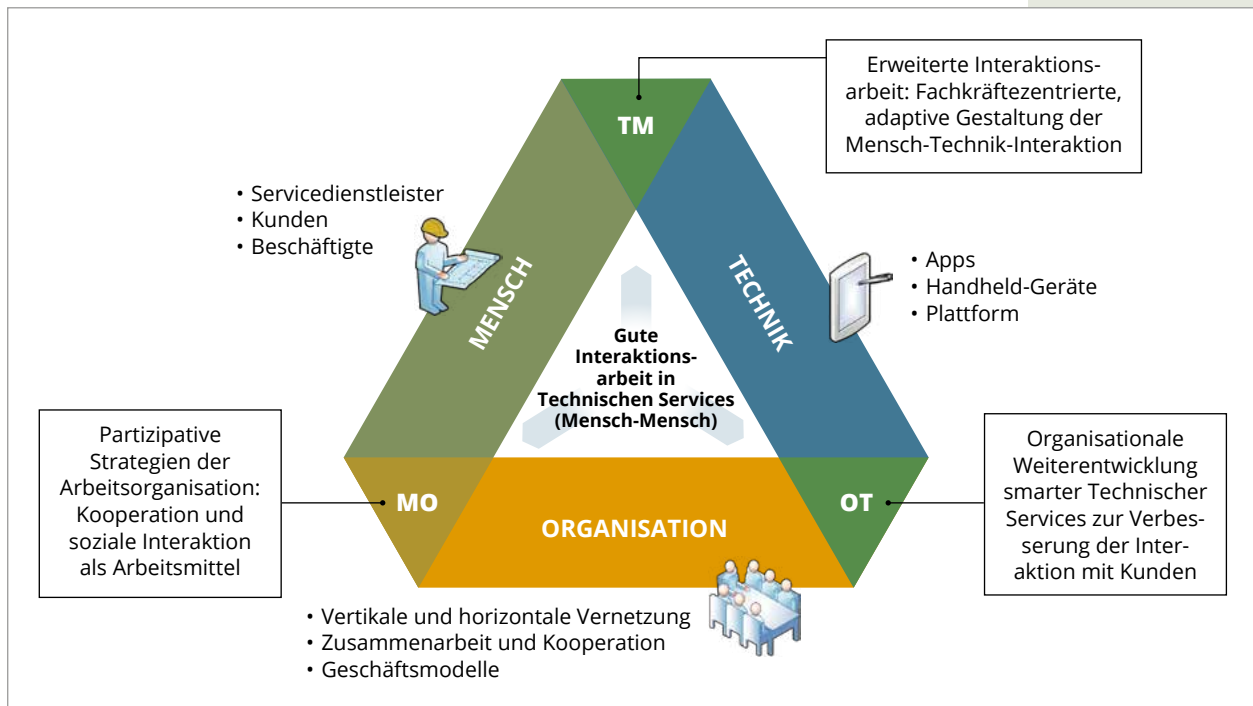 Erweiterte Interaktions-
arbeit: Fachkräftezentrierte,
adaptive Gestaltung der
Mensch-Technik-Interaktion
TM
• Servicedienstleister
• Kunden
• Beschäftigte
MENSCH
TECHNIK
• Apps
• Handheld-Geräte
• Plattform
Gute
Interaktions-
arbeit in
Technischen Services
(Mensch-Mensch)
Partizipative
Strategien der
Arbeitsorganisation:
Kooperation und
soziale Interaktion
als Arbeitsmittel
MO
ORGANISATION
OT
Organisationale
Weiterentwicklung
smarter Technischer
Services zur Verbes-
serung der Inter-
aktion mit Kunden
• Vertikale und horizontale Vernetzung
• Zusammenarbeit und Kooperation
• Geschäftsmodelle